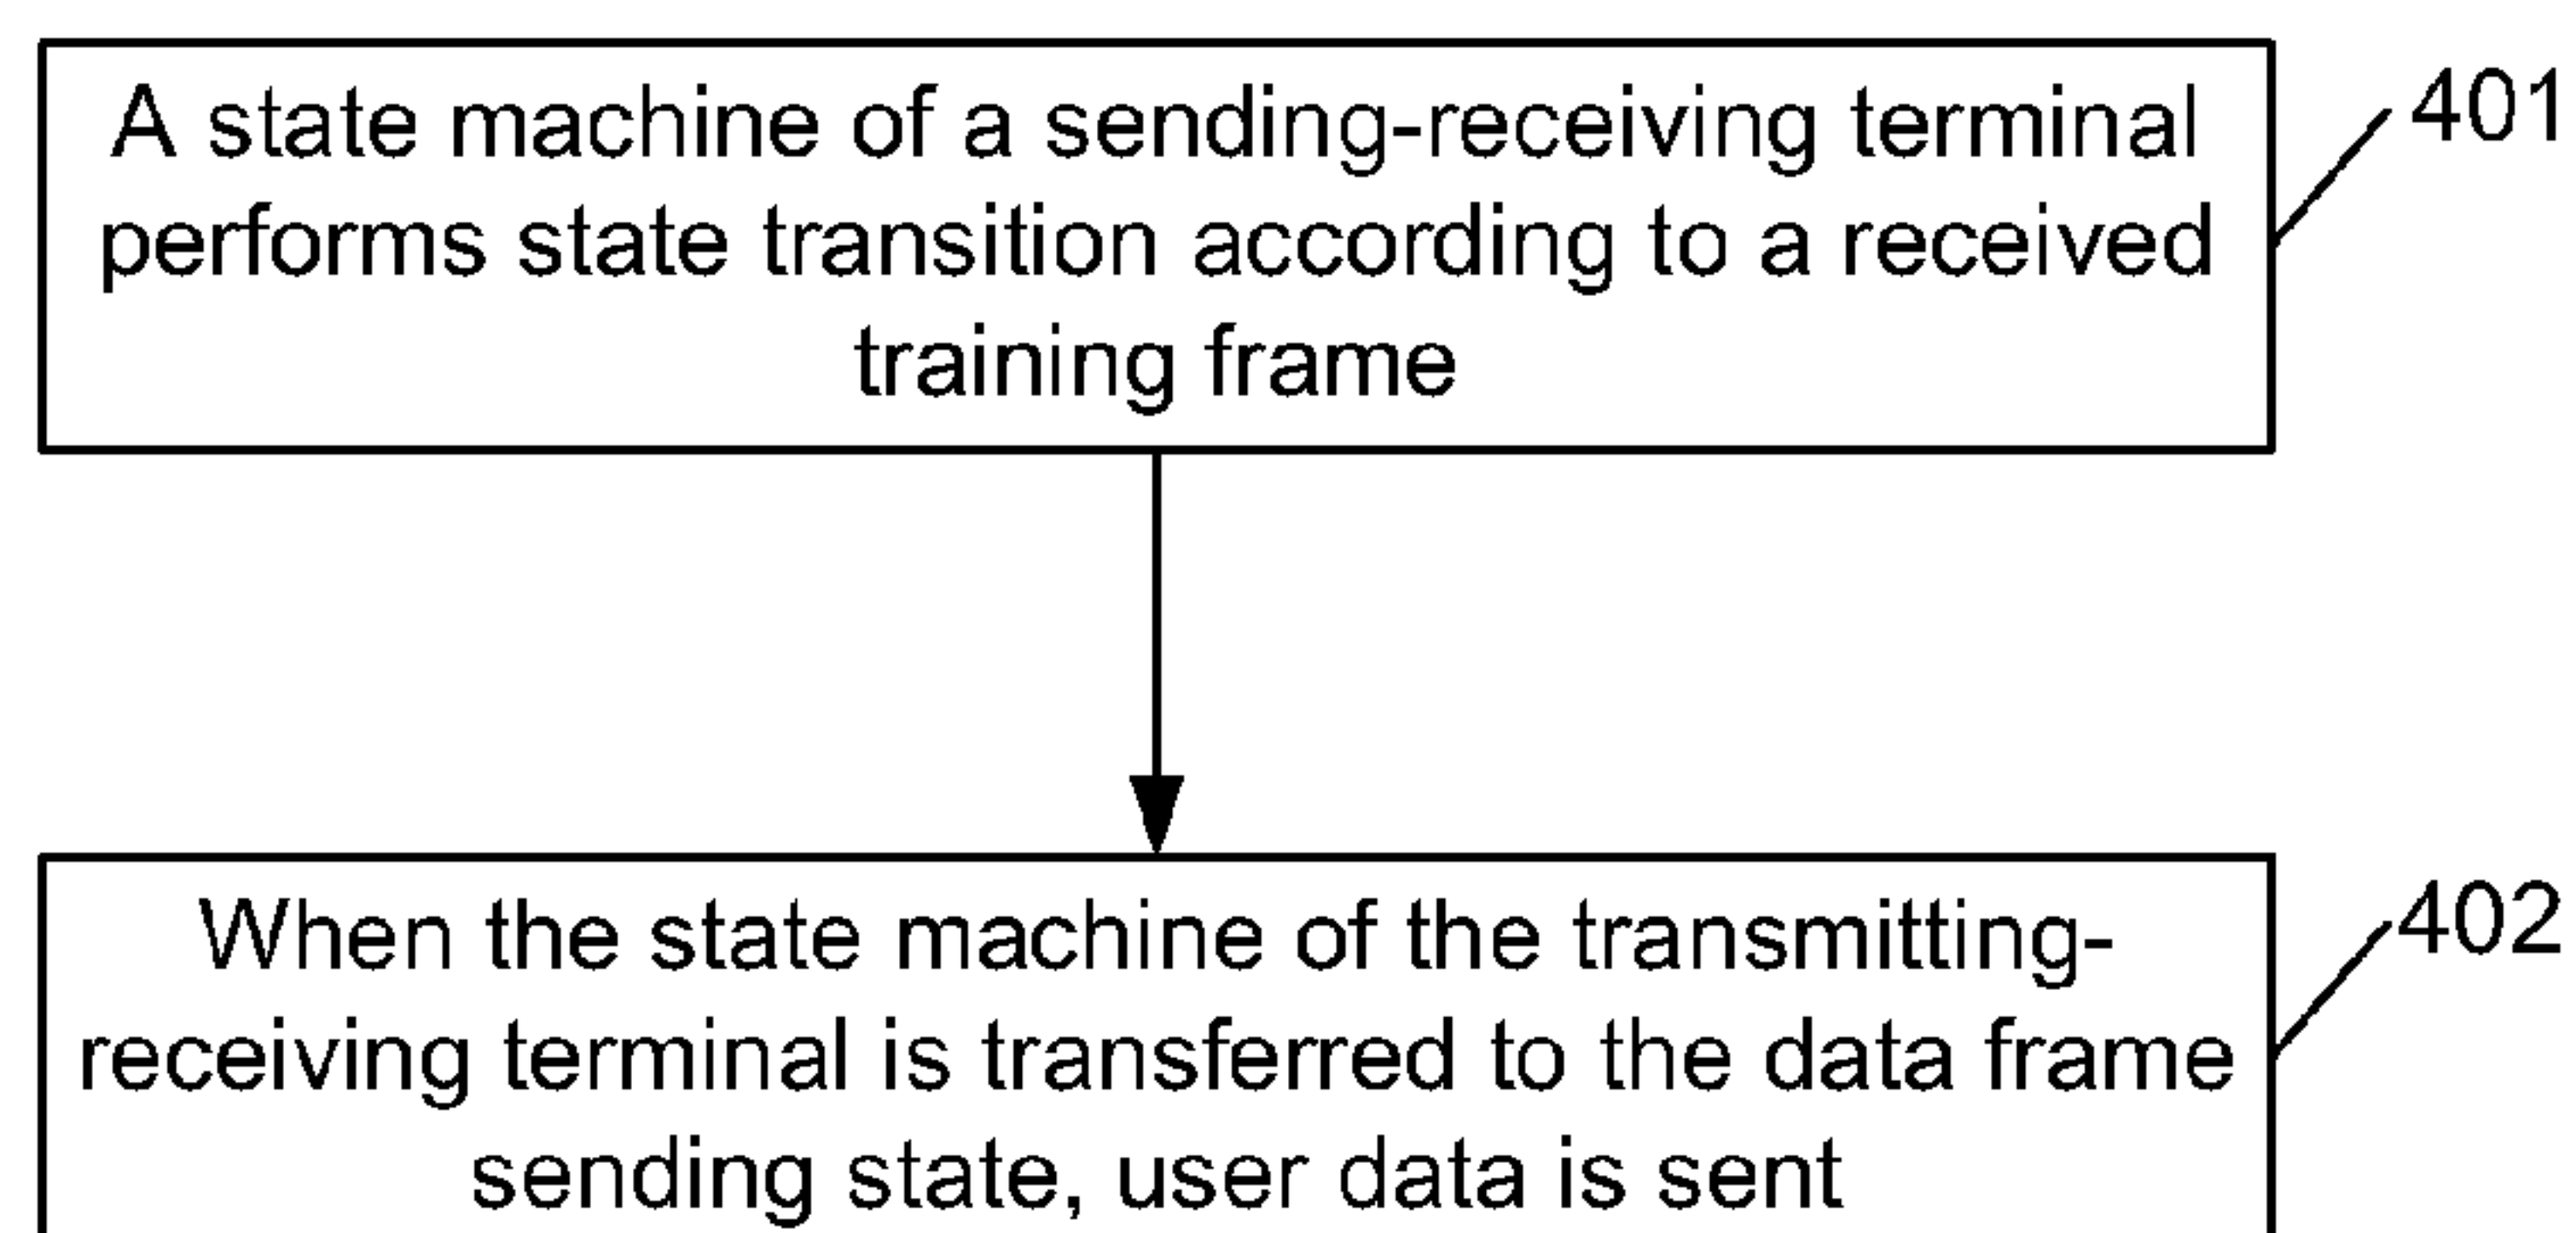 A state machine of a sending-receiving terminal
performs state transition according to a received
training frame
401
When the state machine of the transmitting-
receiving terminal is transferred to the data frame
sending state, user data is sent
402